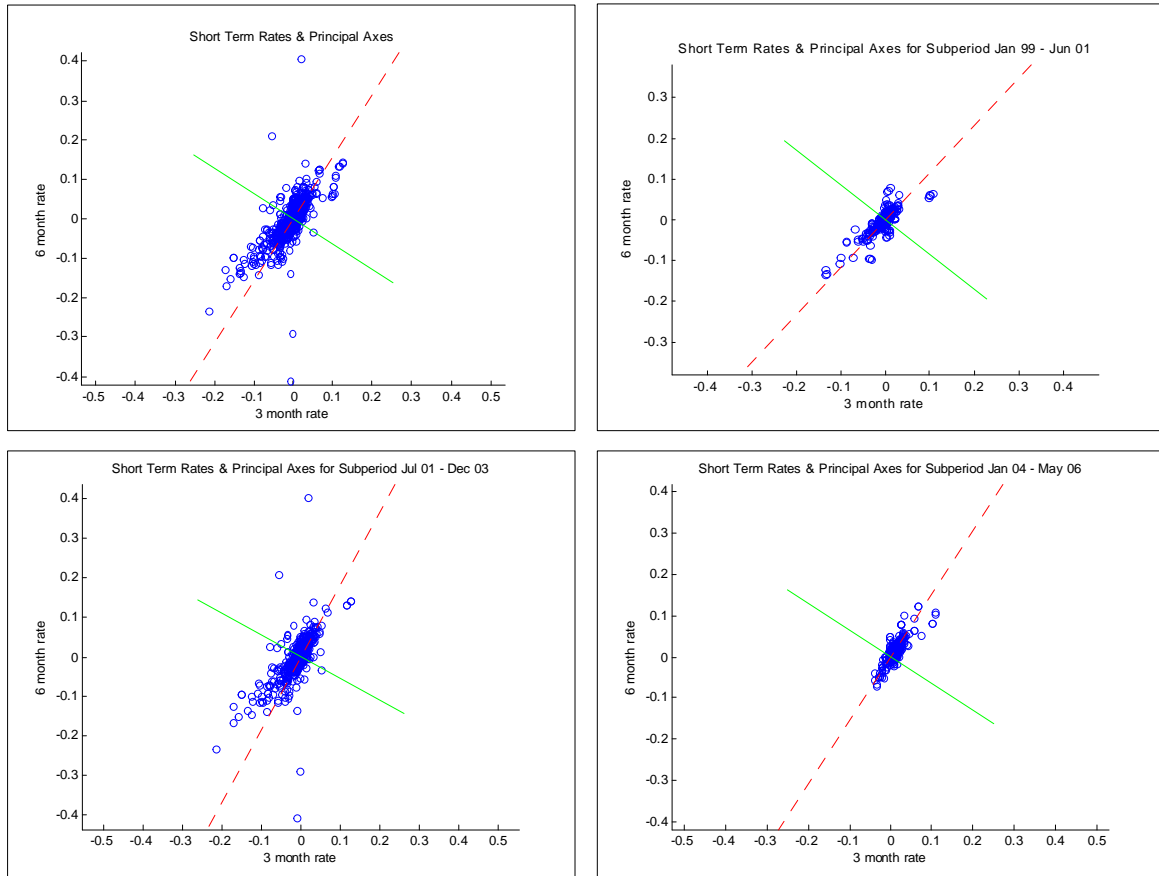 Short Term Rates & Principal Axes
0.4
0.3
0.2
0.1
0
-0.1
-0.2
-0.3
-0.4
6 month rate
-0.5 -0.4 -0.3 -0.2 -0.1 0 0.1 0.2 0.3 0.4 0.5
3 month rate
Short Term Rates & Principal Axes for Subperiod Jan 99 - Jun 01
0.3
0.2
0.1
0
-0.1
-0.2
-0.3
6 month rate
-0.4 -0.3 -0.2 -0.1 0 0.1 0.2 0.3 0.4
3 month rate
Short Term Rates & Principal Axes for Subperiod Jul 01 - Dec 03
0.4
0.3
0.2
0.1
0
-0.1
-0.2
-0.3
-0.4
6 month rate
-0.5 -0.4 -0.3 -0.2 -0.1 0 0.1 0.2 0.3 0.4 0.5
3 month rate
Short Term Rates & Principal Axes for Subperiod Jan 04 - May 06
0.4
0.3
0.2
0.1
0
-0.1
-0.2
-0.3
-0.4
6 month rate
-0.5 -0.4 -0.3 -0.2 -0.1 0 0.1 0.2 0.3 0.4 0.5
3 month rate